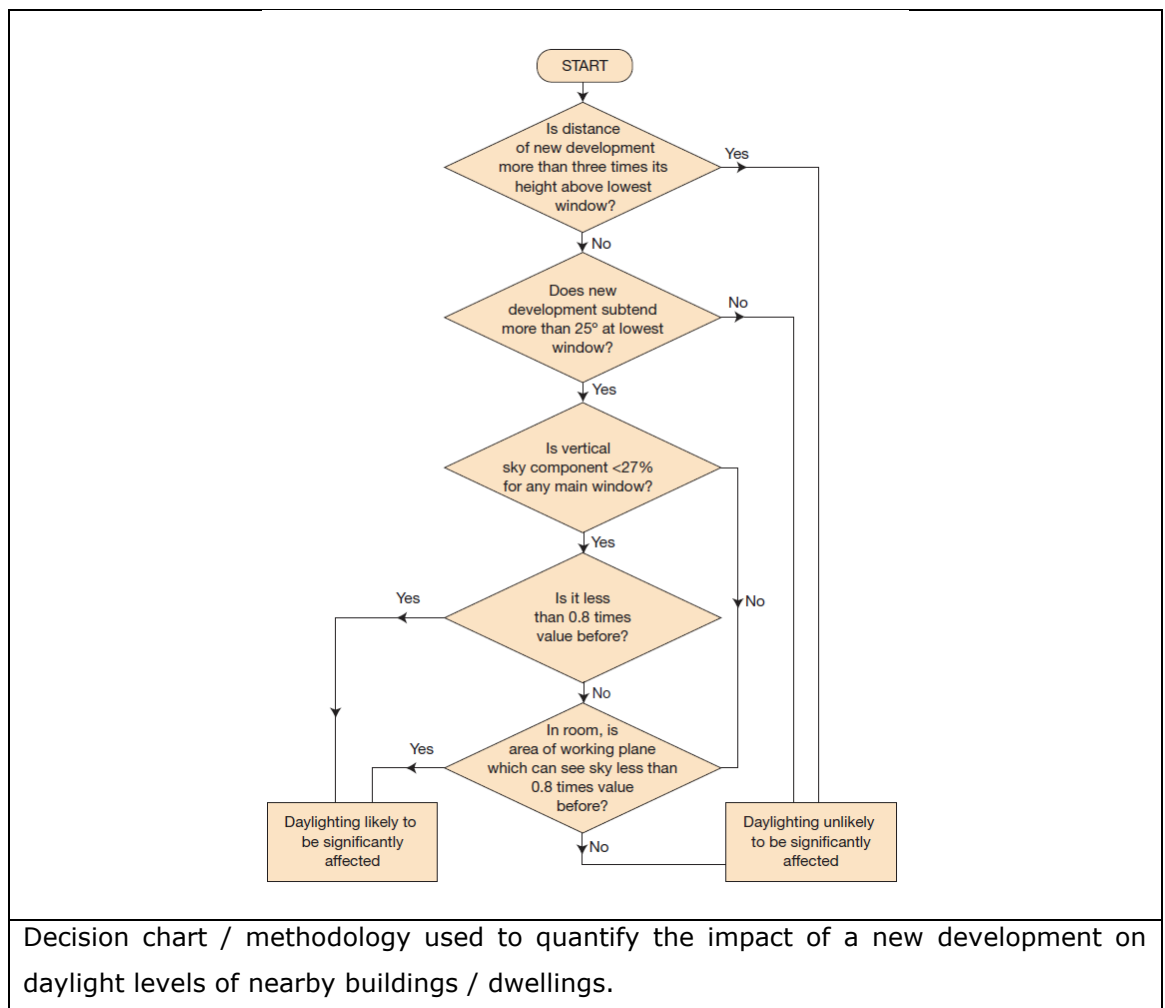 START
Is distance
of new development
more than three times its
height above lowest
window?
Yes
No
Does new
development subtend
more than 25º at lowest
window?
No
Yes
Is vertical
sky component <27%
for any main window?
Yes
No
Is it less
than 0.8 times
value before?
Yes
No
In room, is
area of working plane
which can see sky less than
0.8 times value
before?
Yes
No
Daylighting likely to
be significantly
affected
Daylighting unlikely
to be significantly
affected
Decision chart / methodology used to quantify the impact of a new development on
daylight levels of nearby buildings / dwellings.